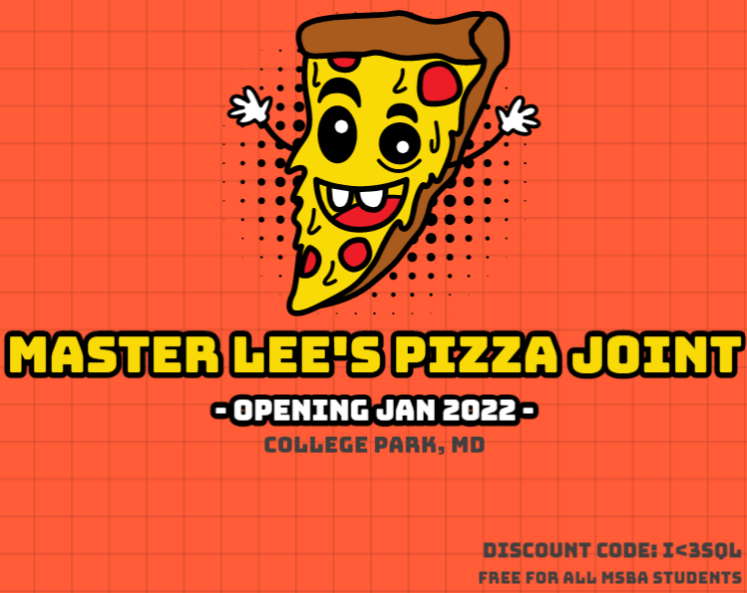 MASTER LEE'S PIZZA JOINT
- OPENING JAN 2022 -
COLLEGE PARK, MD
DISCOUNT CODE: I<3SQL
FREE FOR ALL MSBA STUDENTS